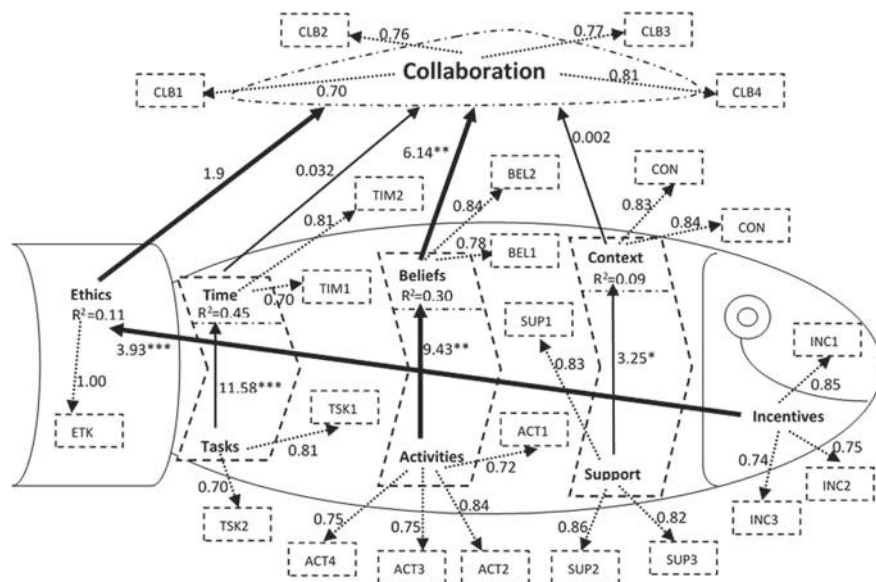 CLB2
0.76
0.77
CLB3
Collaboration
CLB1
0.70
0.81
CLB4
1.9
0.032
6.14**
0.002
TIM2
BEL2
CON
0.81
0.84
0.83
0.84
CON
0.78
BEL1
Ethics
R²=0.11
Time
R²=0.45
0.70
TIM1
Beliefs
R²=0.30
Context
R²=0.09
SUP1
3.93***
9.43**
0.83
3.25*
INC1
0.85
1.00
11.58***
ETK
TSK1
ACT1
Incentives
Tasks
0.81
Activities
0.72
Support
0.74
0.75
INC2
0.70
TSK2
0.75
0.75
0.84
0.86
0.82
INC3
ACT4
ACT3
ACT2
SUP2
SUP3